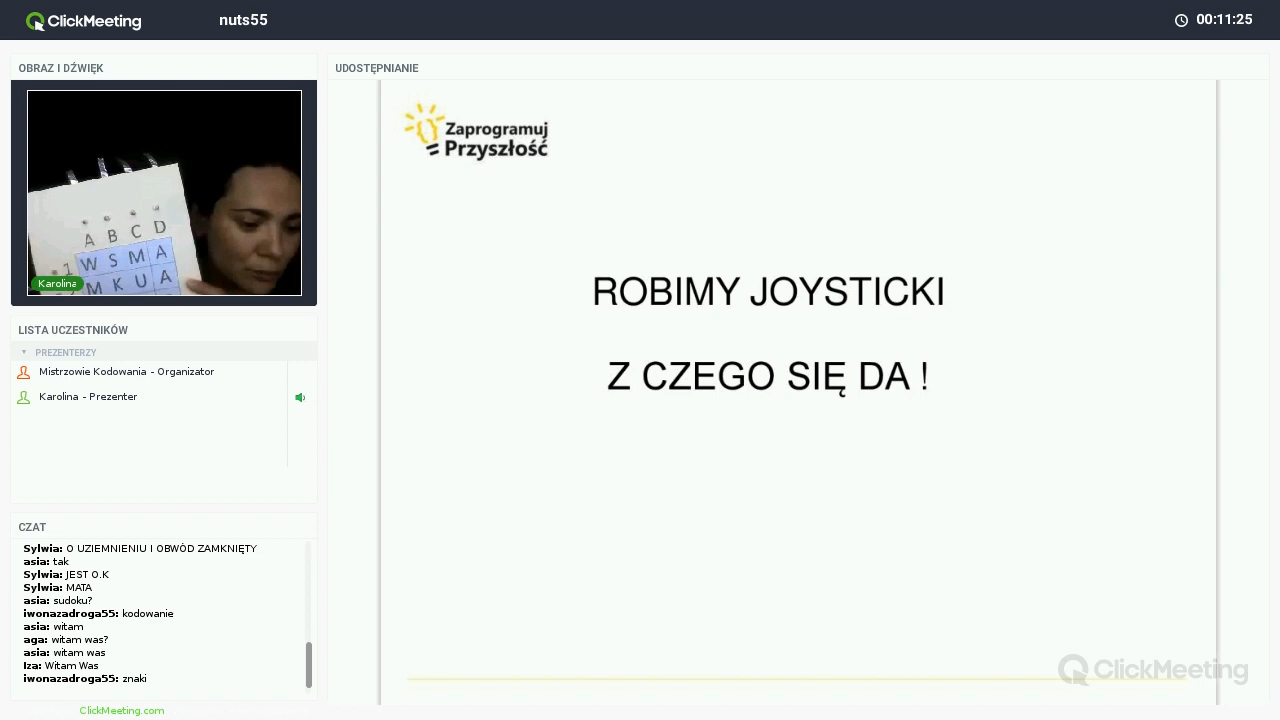 ClickMeeting
nuts55
00:11:25
OBRAZ I DŹWIĘK
A B C D
1 W S M A
M K U A
Karolina
LISTA UCZESTNIKÓW
PREZENTERZY
Mistrzowie Kodowania - Organizator
Karolina - Prezenter
CZAT
Sylwia: O UZIEMNIENIU I OBWÓD ZAMKNIĘTY
asia: tak
Sylwia: JEST O.K
Sylwia: MATA
asia: sudoku?
iwonazadroga55: kodowanie
asia: witam
aga: witam was?
asia: witam was
Iza: Witam Was
iwonazadroga55: znaki
ClickMeeting.com
UDOSTĘPNIANIE
Zaprogramuj
Przyszłość
ROBIMY JOYSTICKI
Z CZEGO SIĘ DA !
ClickMeeting